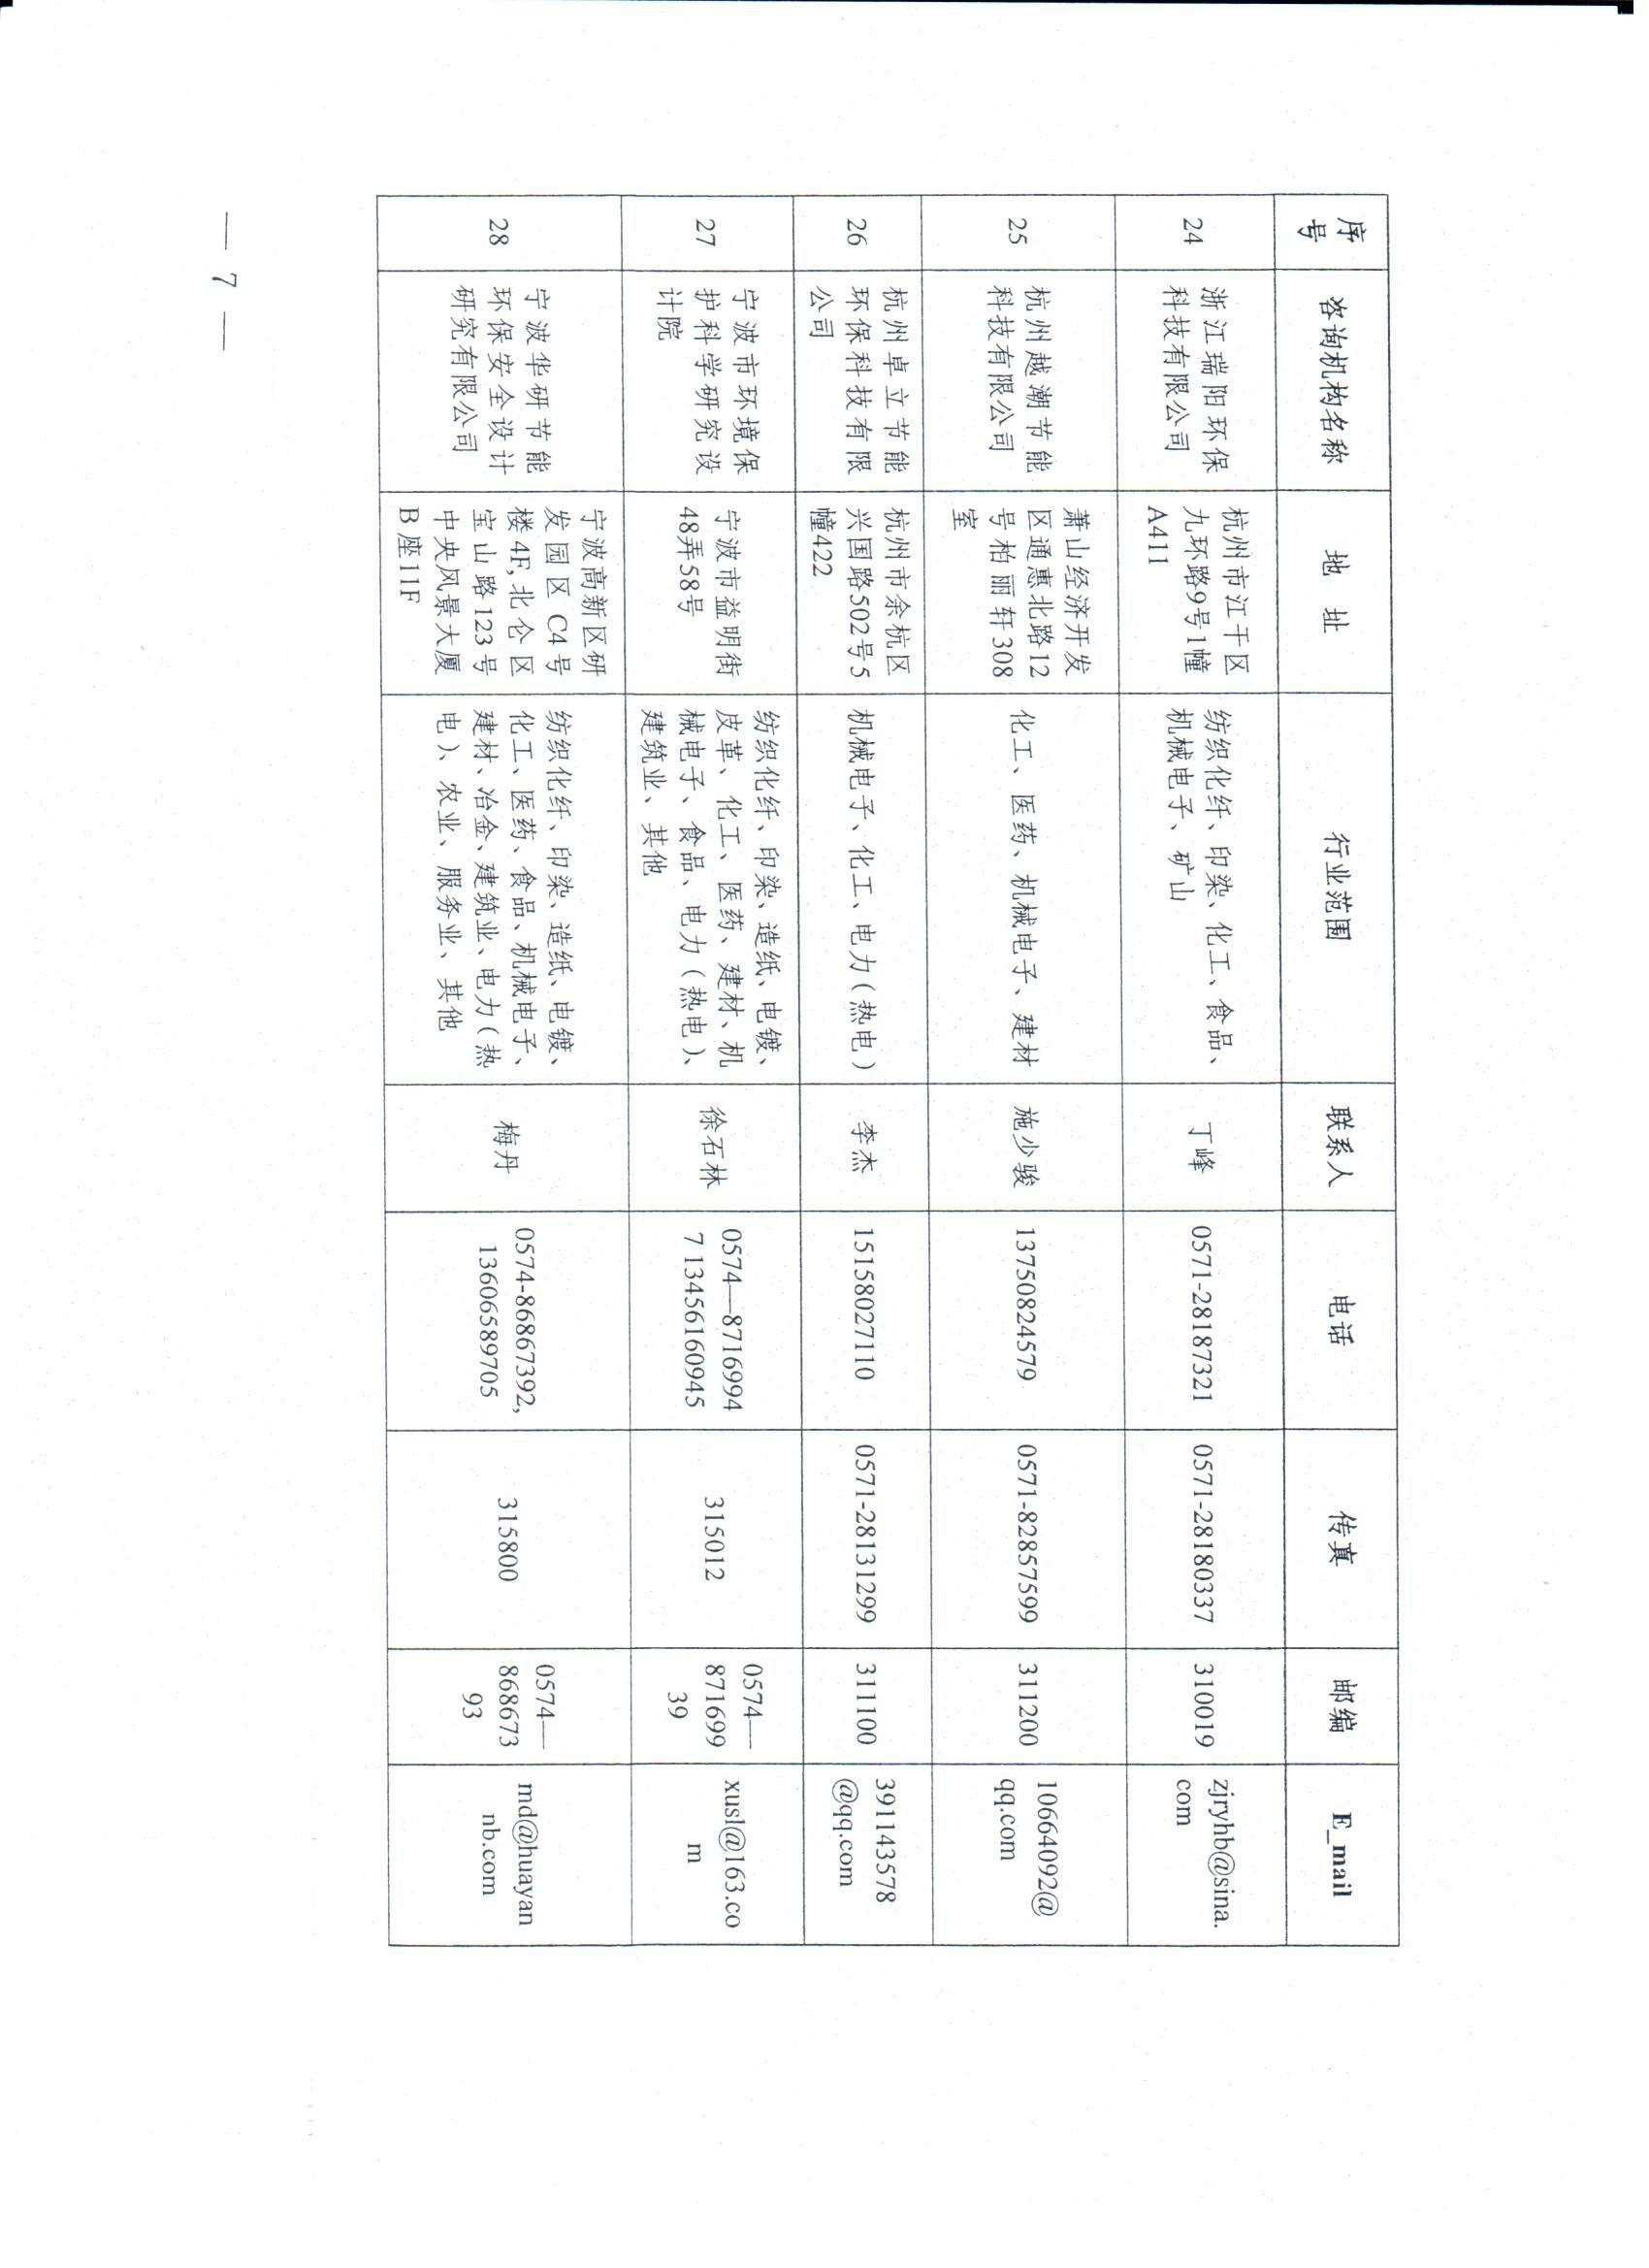 序
号
咨询机构名称
地 址
行业范围
联系人
电话
传真
邮编
E_mail
24
浙江瑞阳环保
科技有限公司
杭州市江干区
九环路9号1幢
A411
纺织化纤、印染、化工、食品、
机械电子、矿山
丁峰
0571-28187321
0571-28180337
310019
zjryhb@sina.
com
25
杭州越潮节能
科技有限公司
萧山经济开发
区通惠北路12
号柏丽轩308
室
化工、医药、机械电子、建材
施少骏
13750824579
0571-82857599
311200
10664092@
qq.com
26
杭州卓立节能
环保科技有限
公司
杭州市余杭区
兴国路502号5
幢422
机械电子、化工、电力(热电)
李杰
15158027110
0571-28131299
311100
391143578
@qq.com
27
宁波市环境保
护科学研究设
计院
宁波市益明街
48弄58号
纺织化纤、印染、造纸、电镀、
皮革、化工、医药、建材、机
械电子、食品、电力(热电)、
建筑业、其他
徐石林
0574—8716994
7 13456160945
315012
0574—
871699
39
xusl@163.co
m
28
宁波华研节能
环保安全设计
研究有限公司
宁波高新区研
发园区 C4号
楼4F,北仑区
宝山路123号
中央风景大厦
B座11F
纺织化纤、印染、造纸、电镀、
化工、医药、食品、机械电子、
建材、冶金、建筑业、电力(热
电)、农业、服务业、其他
梅丹
0574-86867392,
13606589705
315800
0574—
868673
93
md@huayan
nb.com
— 7 —